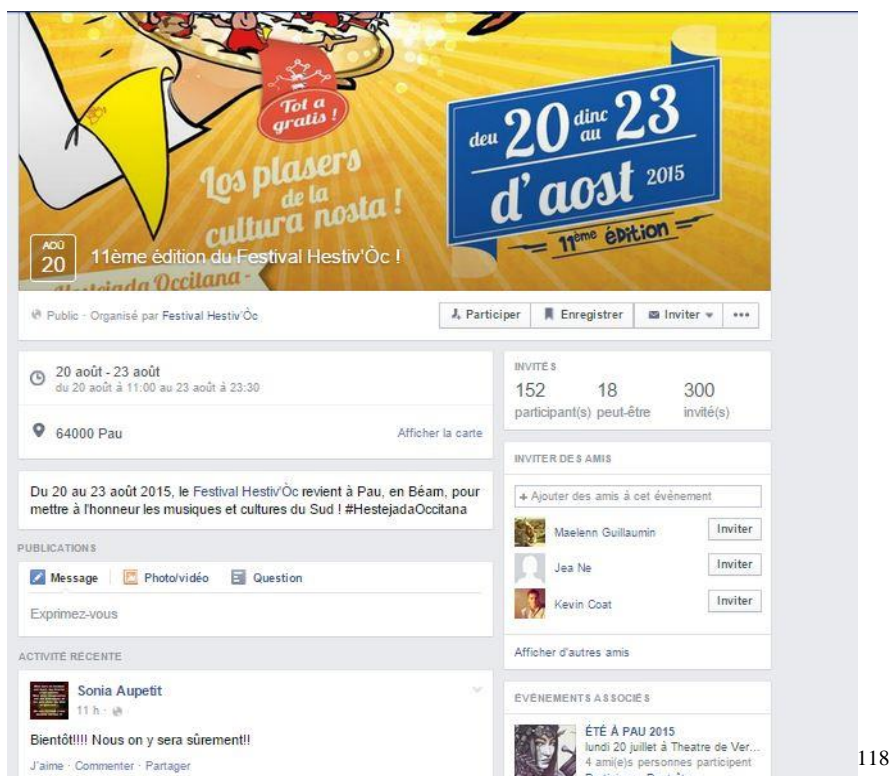 Tot a
gratis !
Los plasers
de la
cultura nosta !
deu 20 dinc au 23
d'aost 2015
11ème éDition
AOÛ
20
11ème édition du Festival Hestiv'Òc !
Hestejada Occitana -
Public · Organisé par Festival Hestiv'Òc
Participer
Enregistrer
Inviter
20 août - 23 août
du 20 août à 11:00 au 23 août à 23:30
64000 Pau
Afficher la carte
Du 20 au 23 août 2015, le Festival Hestiv'Òc revient à Pau, en Béarn, pour
mettre à l'honneur les musiques et cultures du Sud ! #HestejadaOccitana
PUBLICATIONS
Message
Photo/vidéo
Question
Exprimez-vous
ACTIVITÉ RÉCENTE
Sonia Aupetit
11 h ·
Bientôt!!!! Nous on y sera sûrement!!
J'aime · Commenter · Partager
INVITÉS
152 18 300
participant(s) peut-être invité(s)
INVITER DES AMIS
+ Ajouter des amis à cet évènement
Maelenn Guillaumin Inviter
Jea Ne Inviter
Kevin Coat Inviter
Afficher d'autres amis
ÉVÉNEMENTS ASSOCIÉS
ÉTÉ À PAU 2015
lundi 20 juillet à Theatre de Ver...
4 ami(e)s personnes participent
118